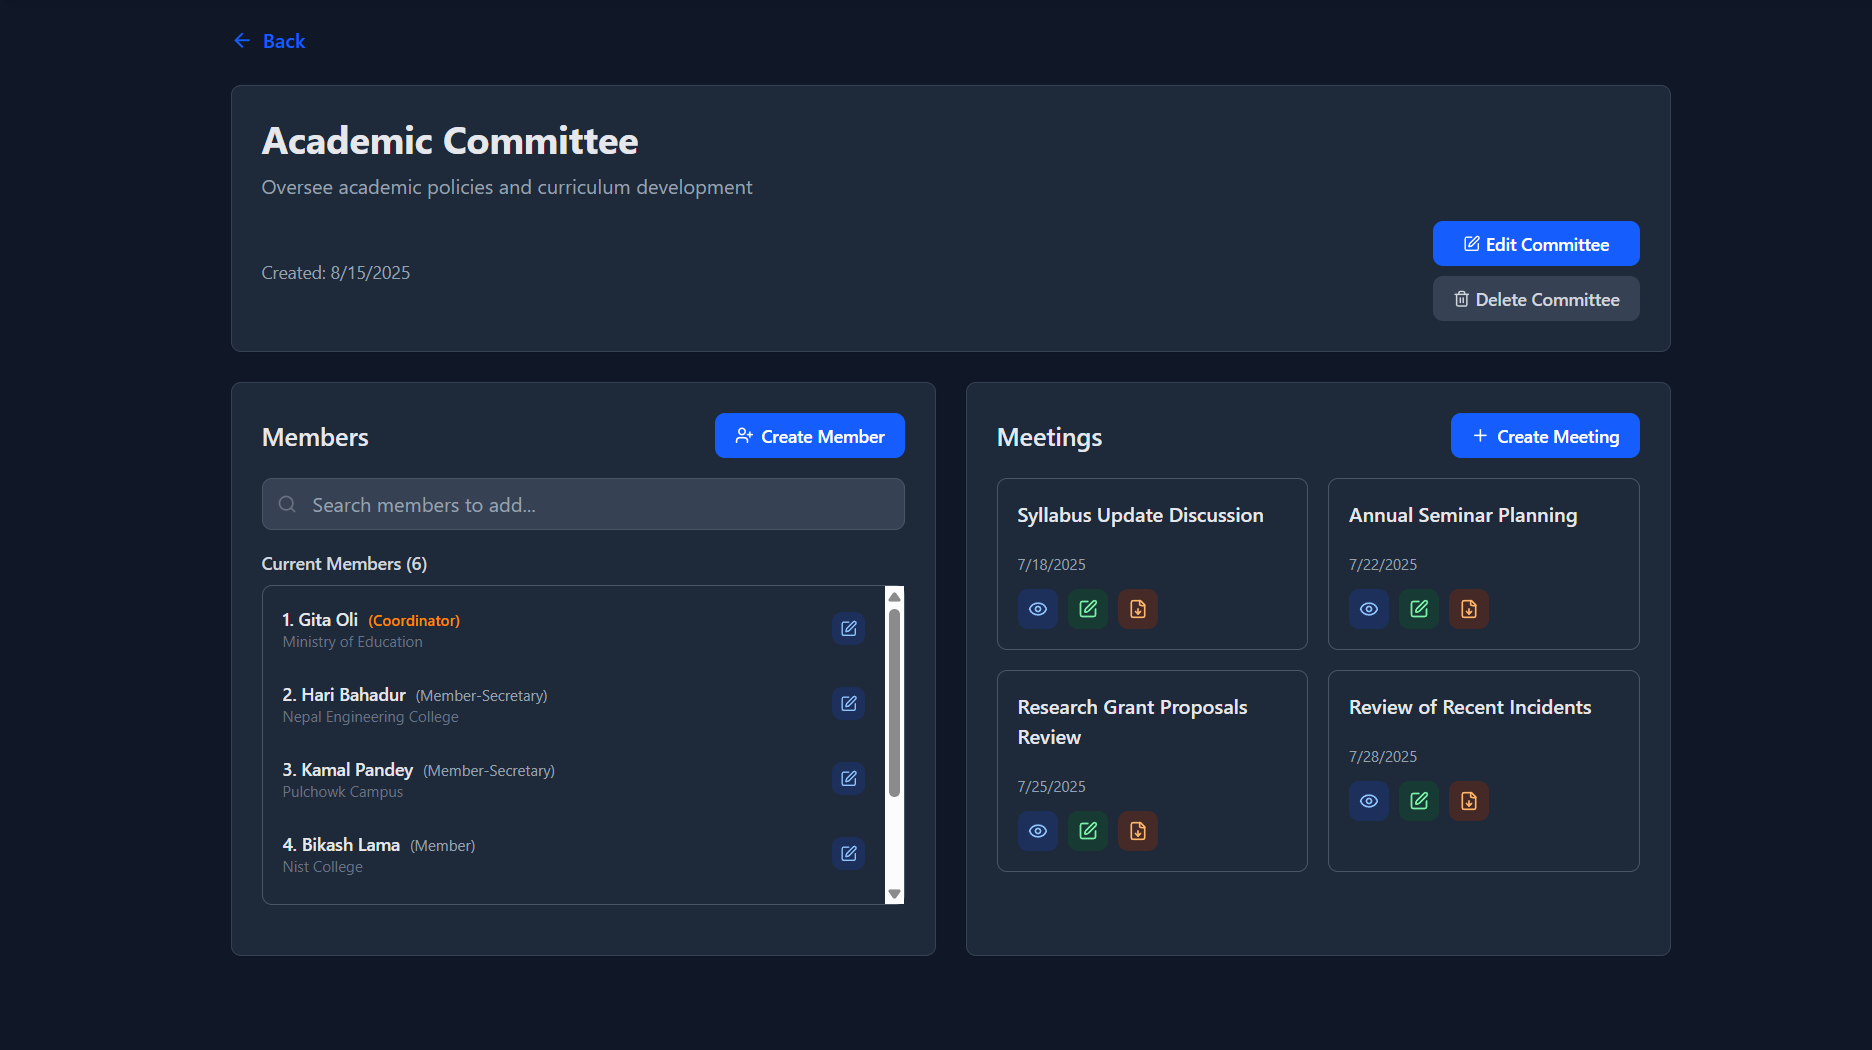 Back
Academic Committee
Oversee academic policies and curriculum development
Edit Committee
Created: 8/15/2025
Delete Committee
Members
Create Member
Search members to add...
Current Members (6)
1. Gita Oli (Coordinator)
Ministry of Education
2. Hari Bahadur (Member-Secretary)
Nepal Engineering College
3. Kamal Pandey (Member-Secretary)
Pulchowk Campus
4. Bikash Lama (Member)
Nist College
Meetings
Create Meeting
Syllabus Update Discussion
7/18/2025
Annual Seminar Planning
7/22/2025
Research Grant Proposals
Review
7/25/2025
Review of Recent Incidents
7/28/2025